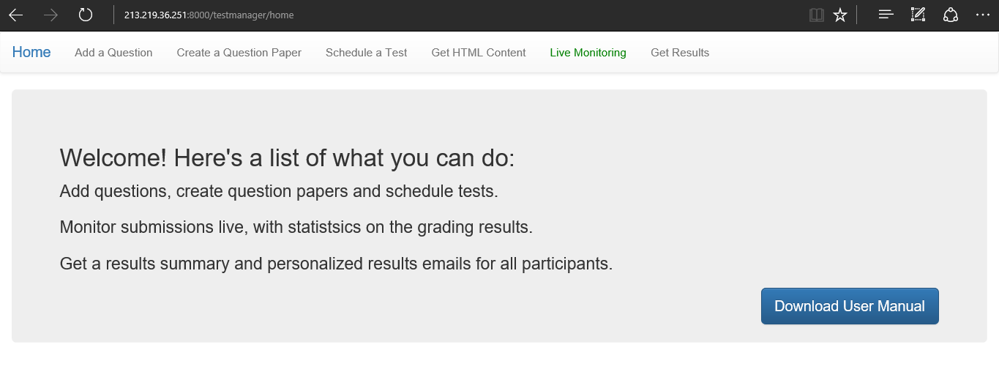 213.219.36.251:8000/testmanager/home
Home Add a Question Create a Question Paper Schedule a Test Get HTML Content Live Monitoring Get Results
Welcome! Here's a list of what you can do:
Add questions, create question papers and schedule tests.
Monitor submissions live, with statistsics on the grading results.
Get a results summary and personalized results emails for all participants.
Download User Manual